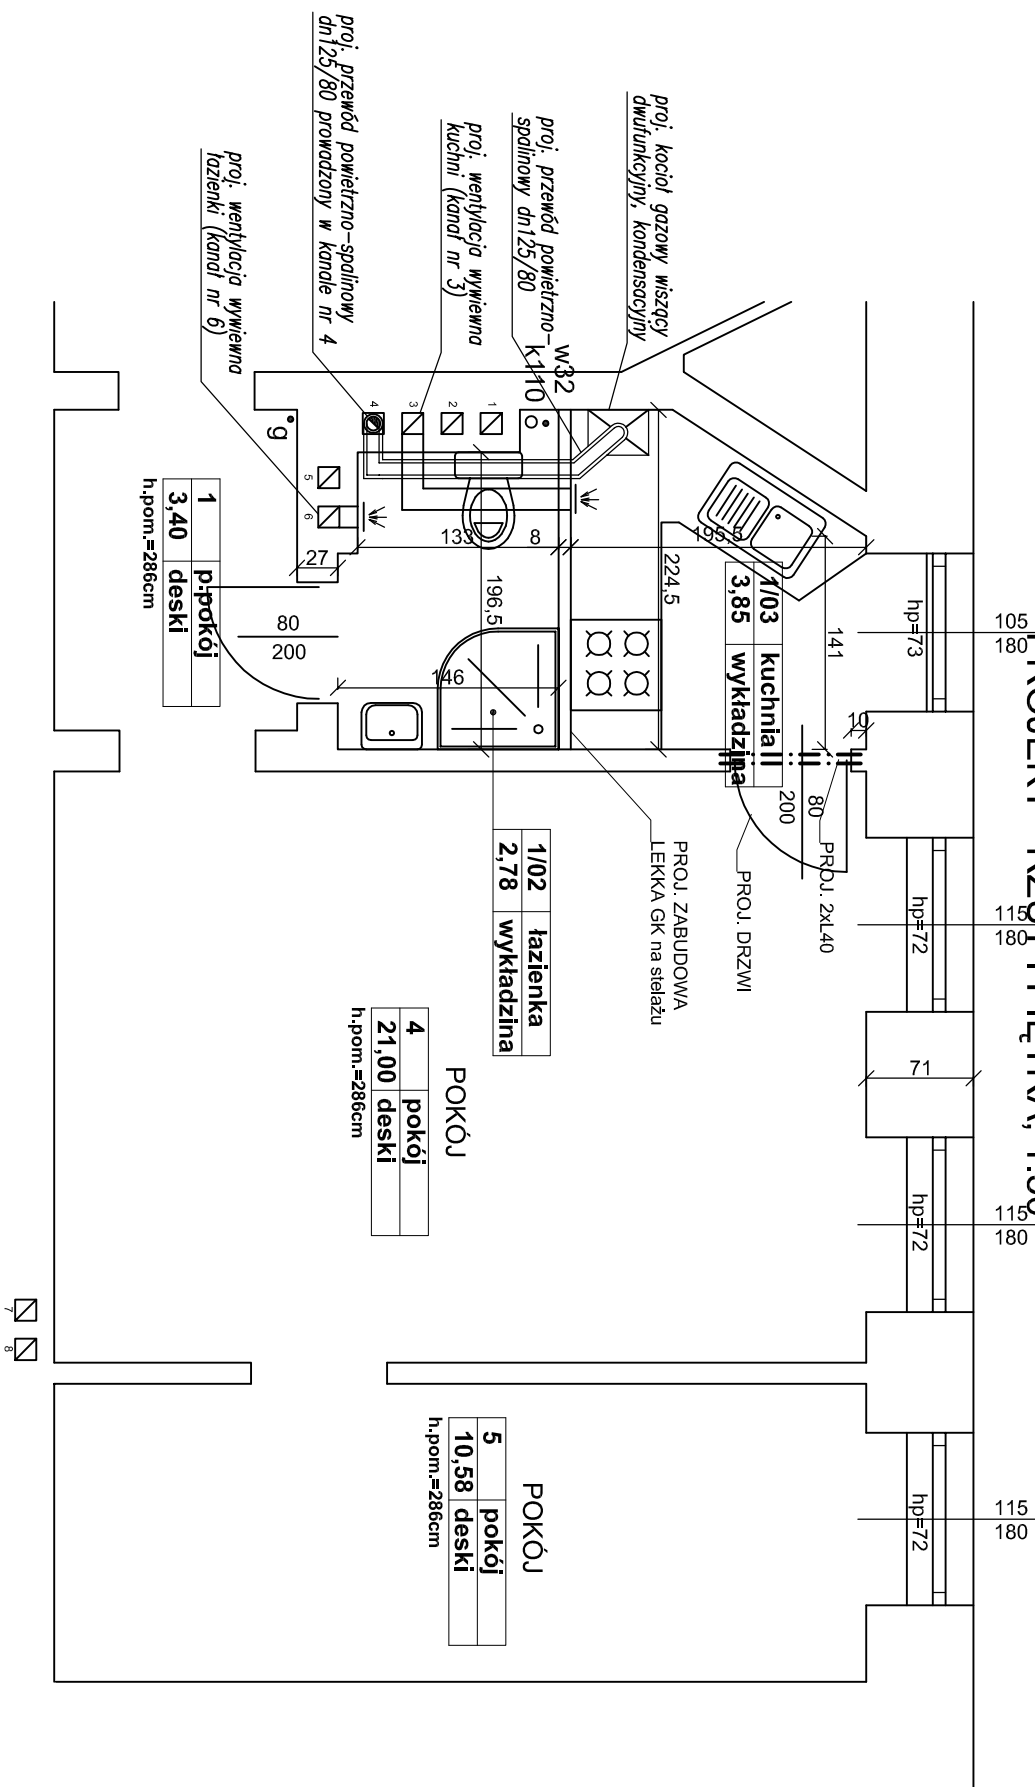 PROJEKT - RZUT I PIĘTRA, 1:50
proj. kocioł gazowy wiszący
dwufunkcyjny, kondensacyjny
proj. przewód powietrzno-
spalinowy dn125/80
proj. wentylacja wywiewna
kuchni (kanał nr 3)
proj. przewód powietrzno-spalinowy
dn125/80 prowadzony w kanale nr 4
proj. wentylacja wywiewna
łazienki (kanał nr 6)
w32
k110
1
2
3
4
5
6
g
1 p.pokój
3,40 deski
h.pom.=286cm
27
80
200
133
8
195,5
196,5
224,5
146
141
10
1/03 kuchnia
3,85 wykładzina
80
200
PROJ. 2xL40
PROJ. DRZWI
PROJ. ZABUDOWA
LEKKA GK na stelażu
1/02 łazienka
2,78 wykładzina
POKÓJ
4 pokój
21,00 deski
h.pom.=286cm
POKÓJ
5 pokój
10,58 deski
h.pom.=286cm
hp=73
105
180
hp=72
115
180
71
hp=72
115
180
hp=72
115
180
7
8